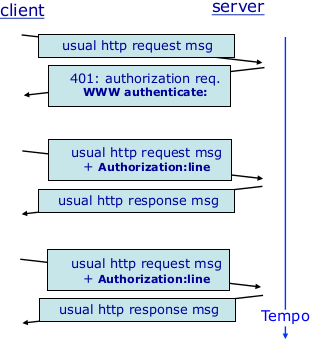 client
server
usual http request msg
401: authorization req.
WWW authenticate:
usual http request msg
+ Authorization:line
usual http response msg
usual http request msg
+ Authorization:line
usual http response msg
Tempo